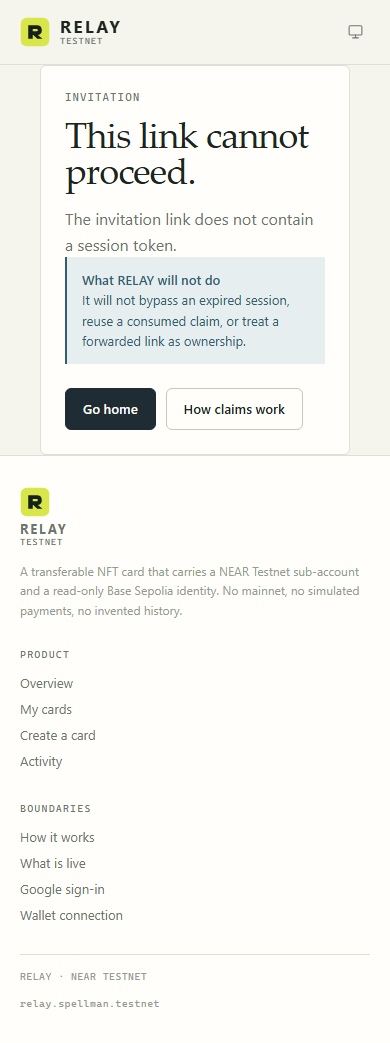 R RELAY
TESTNET
INVITATION
This link cannot
proceed.
The invitation link does not contain
a session token.
What RELAY will not do
It will not bypass an expired session,
reuse a consumed claim, or treat a
forwarded link as ownership.
Go home How claims work
R
RELAY
TESTNET
A transferable NFT card that carries a NEAR Testnet sub-account
and a read-only Base Sepolia identity. No mainnet, no simulated
payments, no invented history.
PRODUCT
Overview
My cards
Create a card
Activity
BOUNDARIES
How it works
What is live
Google sign-in
Wallet connection
RELAY · NEAR TESTNET
relay.spellman.testnet